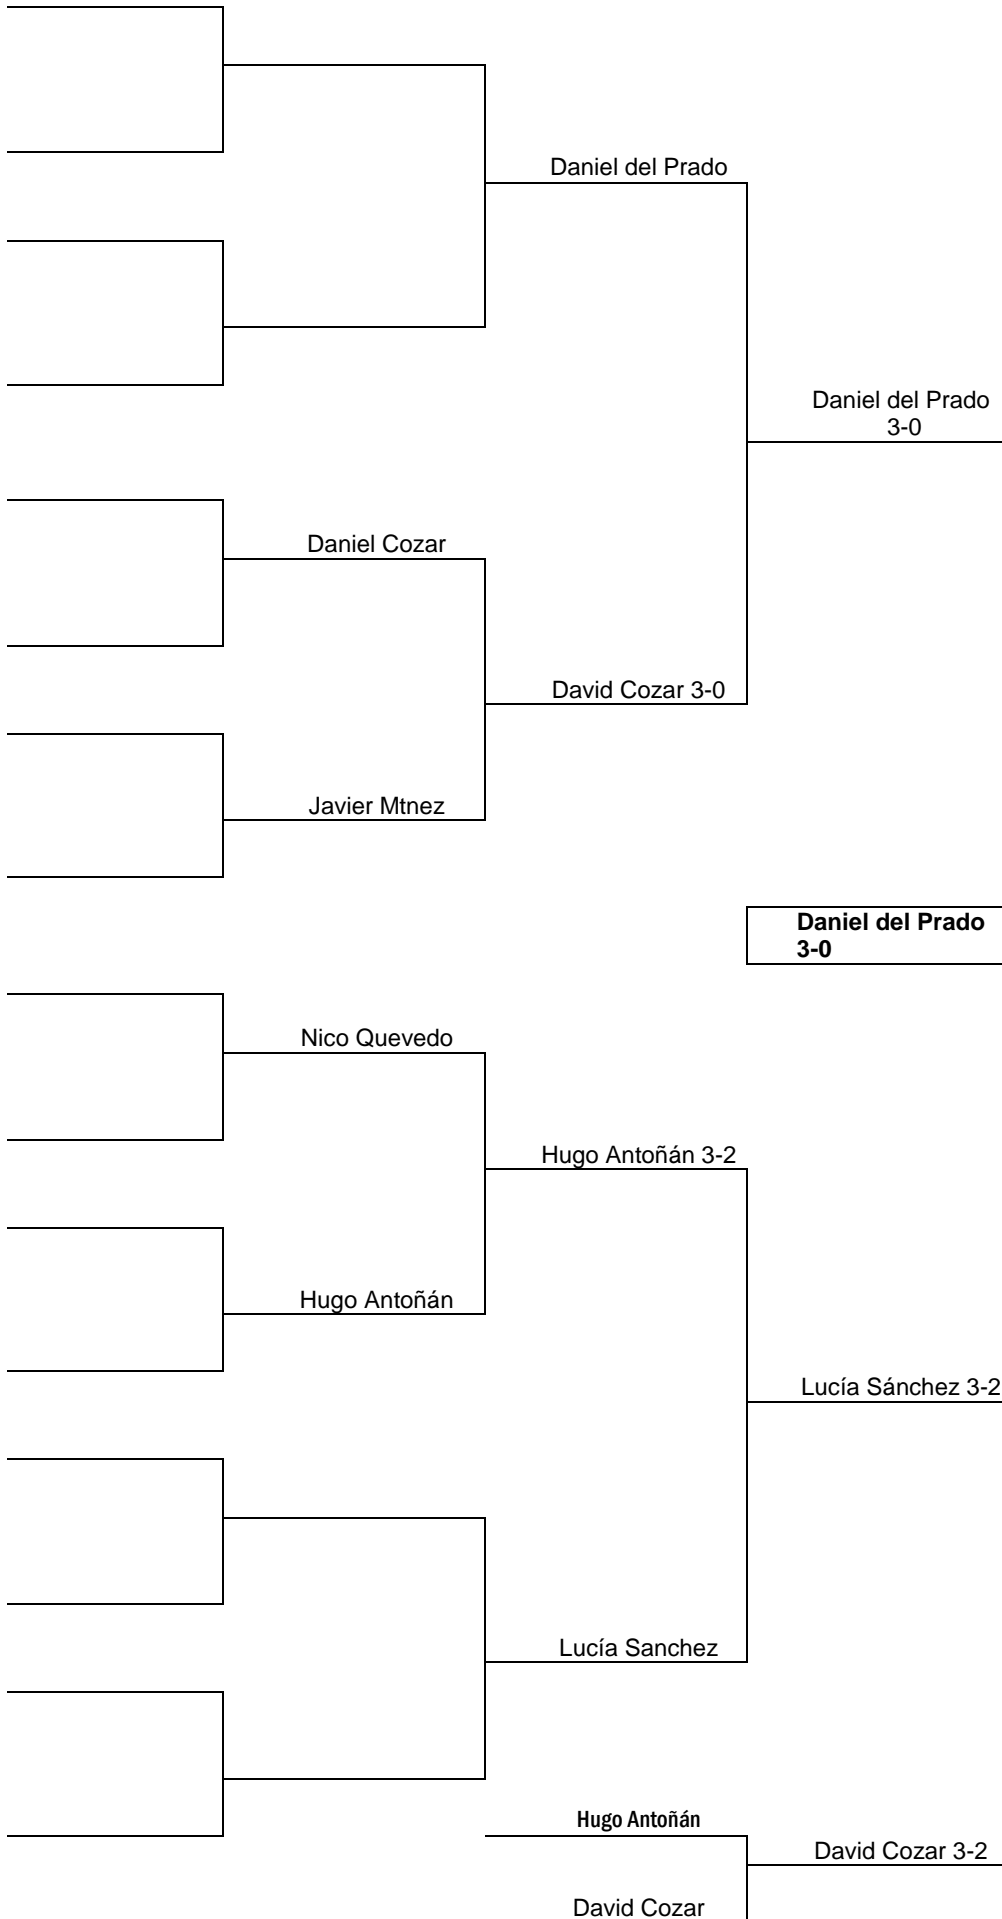 Daniel del Prado
Daniel del Prado
3-0
Daniel Cozar
David Cozar 3-0
Javier Mtnez
Daniel del Prado
3-0
Nico Quevedo
Hugo Antoñán 3-2
Hugo Antoñán
Lucía Sánchez 3-2
Lucía Sanchez
Hugo Antoñán
David Cozar 3-2
David Cozar